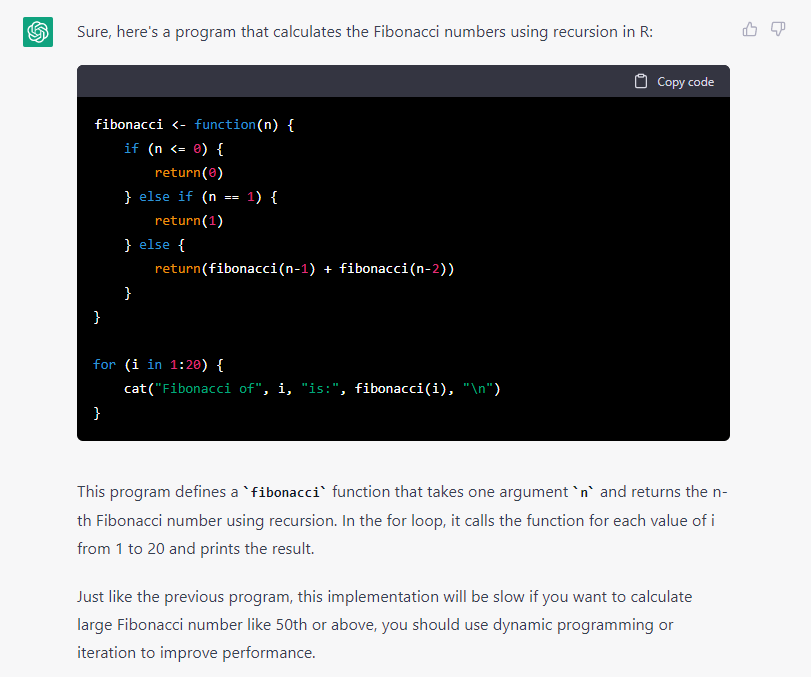 Sure, here's a program that calculates the Fibonacci numbers using recursion in R:
Copy code
fibonacci <- function(n) {
    if (n <= 0) {
        return(0)
    } else if (n == 1) {
        return(1)
    } else {
        return(fibonacci(n-1) + fibonacci(n-2))
    }
}

for (i in 1:20) {
    cat("Fibonacci of", i, "is:", fibonacci(i), "\n")
}
This program defines a `fibonacci` function that takes one argument `n` and returns the n-
th Fibonacci number using recursion. In the for loop, it calls the function for each value of i
from 1 to 20 and prints the result.
Just like the previous program, this implementation will be slow if you want to calculate
large Fibonacci number like 50th or above, you should use dynamic programming or
iteration to improve performance.